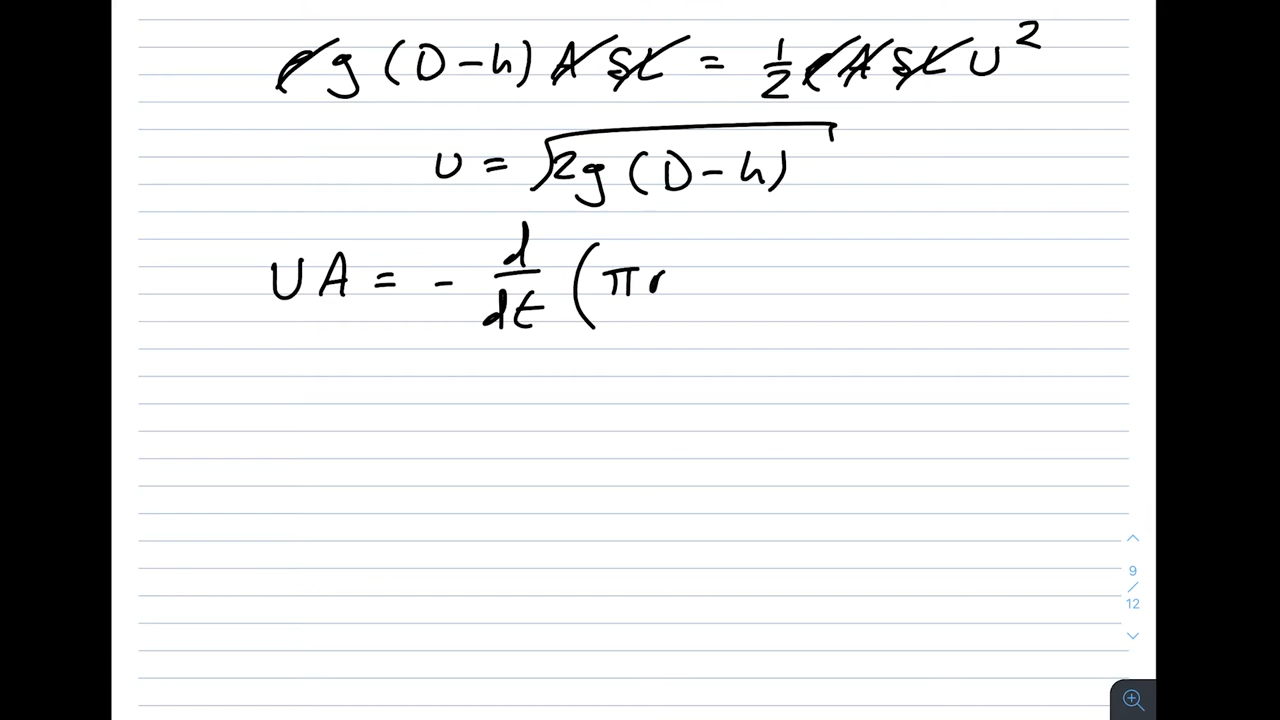 ρg (D-h) A δt = 1/2 ρ A δt U²
U = √2g (D-h)
UA = - d/dt (πr
9
/
12